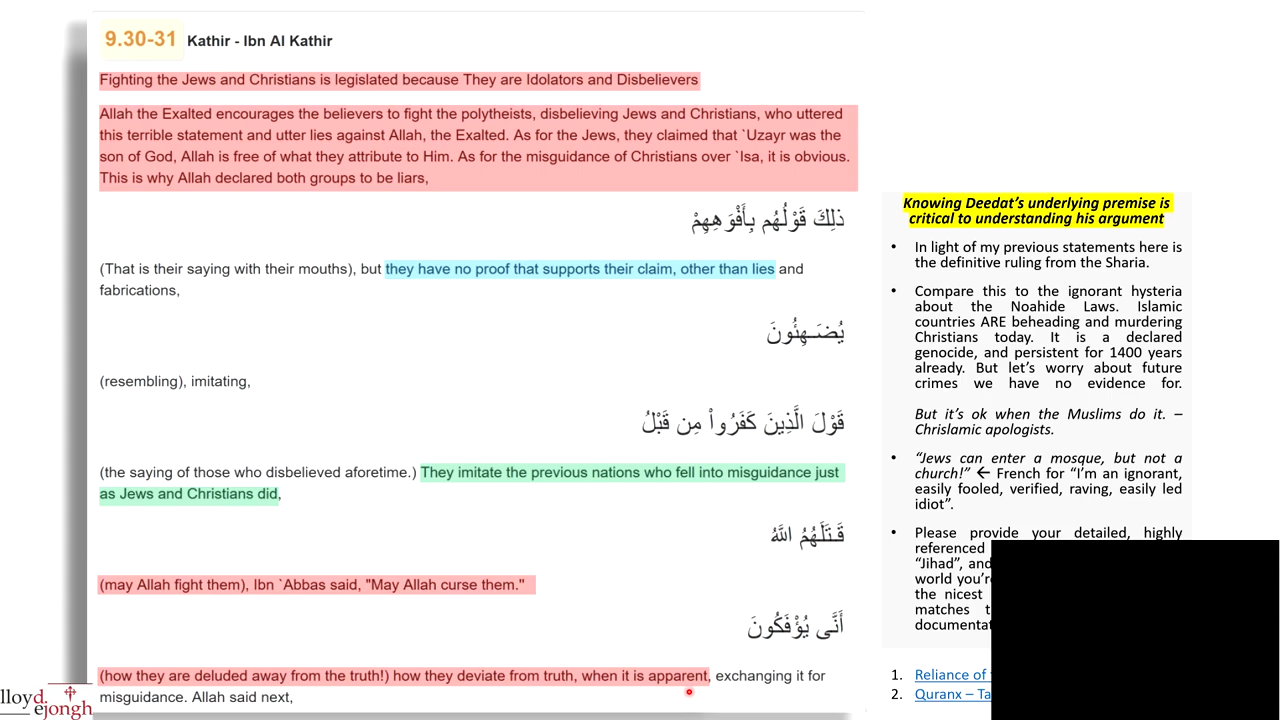 9.30-31 Kathir - Ibn Al Kathir
Fighting the Jews and Christians is legislated because They are Idolators and Disbelievers
Allah the Exalted encourages the believers to fight the polytheists, disbelieving Jews and Christians, who uttered
this terrible statement and utter lies against Allah, the Exalted. As for the Jews, they claimed that `Uzayr was the
son of God, Allah is free of what they attribute to Him. As for the misguidance of Christians over `Isa, it is obvious.
This is why Allah declared both groups to be liars,
ذَلِكَ قَوْلُهُم بِأَفْوَهِهِمْ
(That is their saying with their mouths), but they have no proof that supports their claim, other than lies and
fabrications,
يُضَـهِئُونَ
(resembling), imitating,
قَوْلَ الَّذِينَ كَفَرُواْ مِن قَبْلُ
(the saying of those who disbelieved aforetime.) They imitate the previous nations who fell into misguidance just
as Jews and Christians did,
قَـتَلَهُمُ اللَّهُ
(may Allah fight them), Ibn `Abbas said, "May Allah curse them."
أَنَّى يُؤْفَكُونَ
(how they are deluded away from the truth!) how they deviate from truth, when it is apparent, exchanging it for
misguidance. Allah said next,
Knowing Deedat's underlying premise is
critical to understanding his argument
• In light of my previous statements here is
the definitive ruling from the Sharia.
• Compare this to the ignorant hysteria
about the Noahide Laws. Islamic
countries ARE beheading and murdering
Christians today. It is a declared
genocide, and persistent for 1400 years
already. But let's worry about future
crimes we have no evidence for.
But it's ok when the Muslims do it. –
Chrislamic apologists.
• "Jews can enter a mosque, but not a
church!" ← French for "I'm an ignorant,
easily fooled, verified, raving, easily led
idiot".
• Please provide your detailed, highly
referenced
"Jihad", and
world
the nicest
matches
1. Reliance of
2. Quranx –
lloyd
ejongh